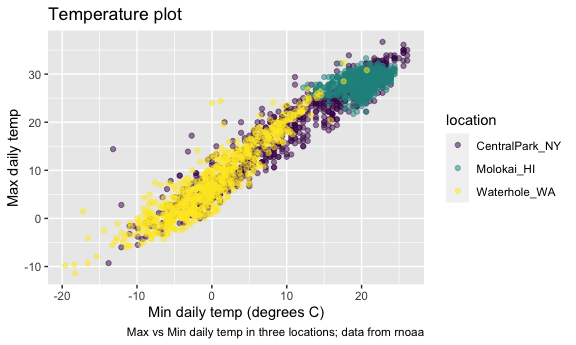 Temperature plot
Max daily temp
30
20
10
0
-10
-20
-10
0
10
20
Min daily temp (degrees C)
location
CentralPark_NY
Molokai_HI
Waterhole_WA
Max vs Min daily temp in three locations; data from rnoaa